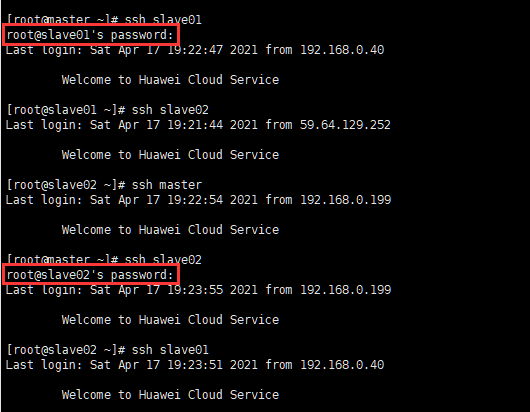 [root@master ~]# ssh slave01
root@slave01's password:
Last login: Sat Apr 17 19:22:47 2021 from 192.168.0.40
Welcome to Huawei Cloud Service
[root@slave01 ~]# ssh slave02
Last login: Sat Apr 17 19:21:44 2021 from 59.64.129.252
Welcome to Huawei Cloud Service
[root@slave02 ~]# ssh master
Last login: Sat Apr 17 19:22:54 2021 from 192.168.0.199
Welcome to Huawei Cloud Service
[root@master ~]# ssh slave02
root@slave02's password:
Last login: Sat Apr 17 19:23:55 2021 from 192.168.0.199
Welcome to Huawei Cloud Service
[root@slave02 ~]# ssh slave01
Last login: Sat Apr 17 19:23:51 2021 from 192.168.0.40
Welcome to Huawei Cloud Service